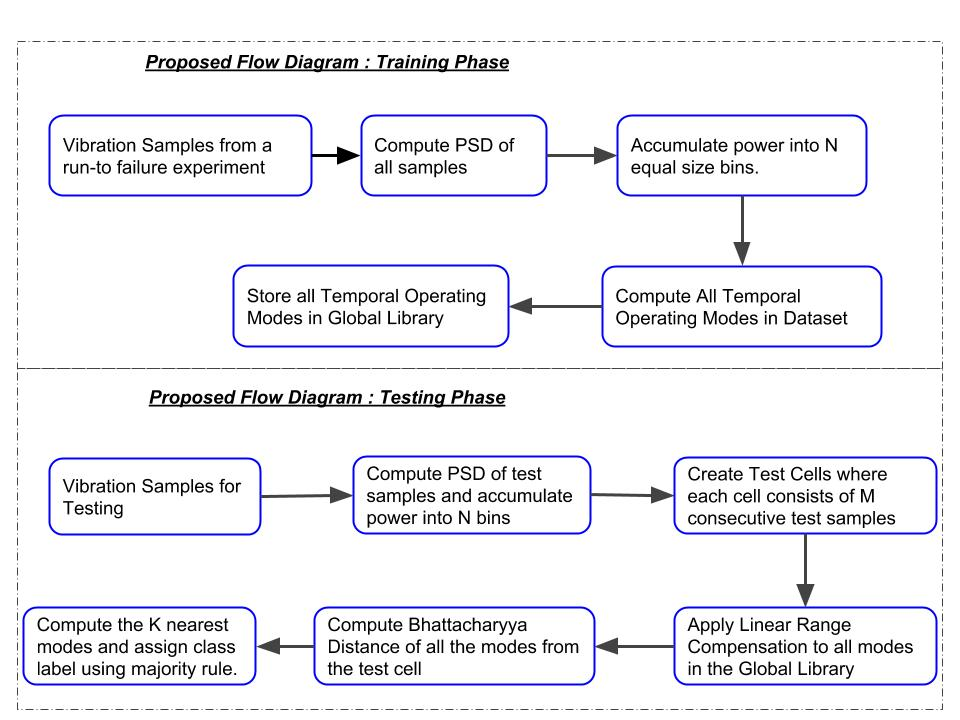 Proposed Flow Diagram : Training Phase
Vibration Samples from a
run-to failure experiment
Compute PSD of
all samples
Accumulate power into N
equal size bins.
Compute All Temporal
Operating Modes in Dataset
Store all Temporal Operating
Modes in Global Library
Proposed Flow Diagram : Testing Phase
Vibration Samples for
Testing
Compute PSD of test
samples and accumulate
power into N bins
Create Test Cells where
each cell consists of M
consecutive test samples
Apply Linear Range
Compensation to all modes
in the Global Library
Compute Bhattacharyya
Distance of all the modes from
the test cell
Compute the K nearest
modes and assign class
label using majority rule.